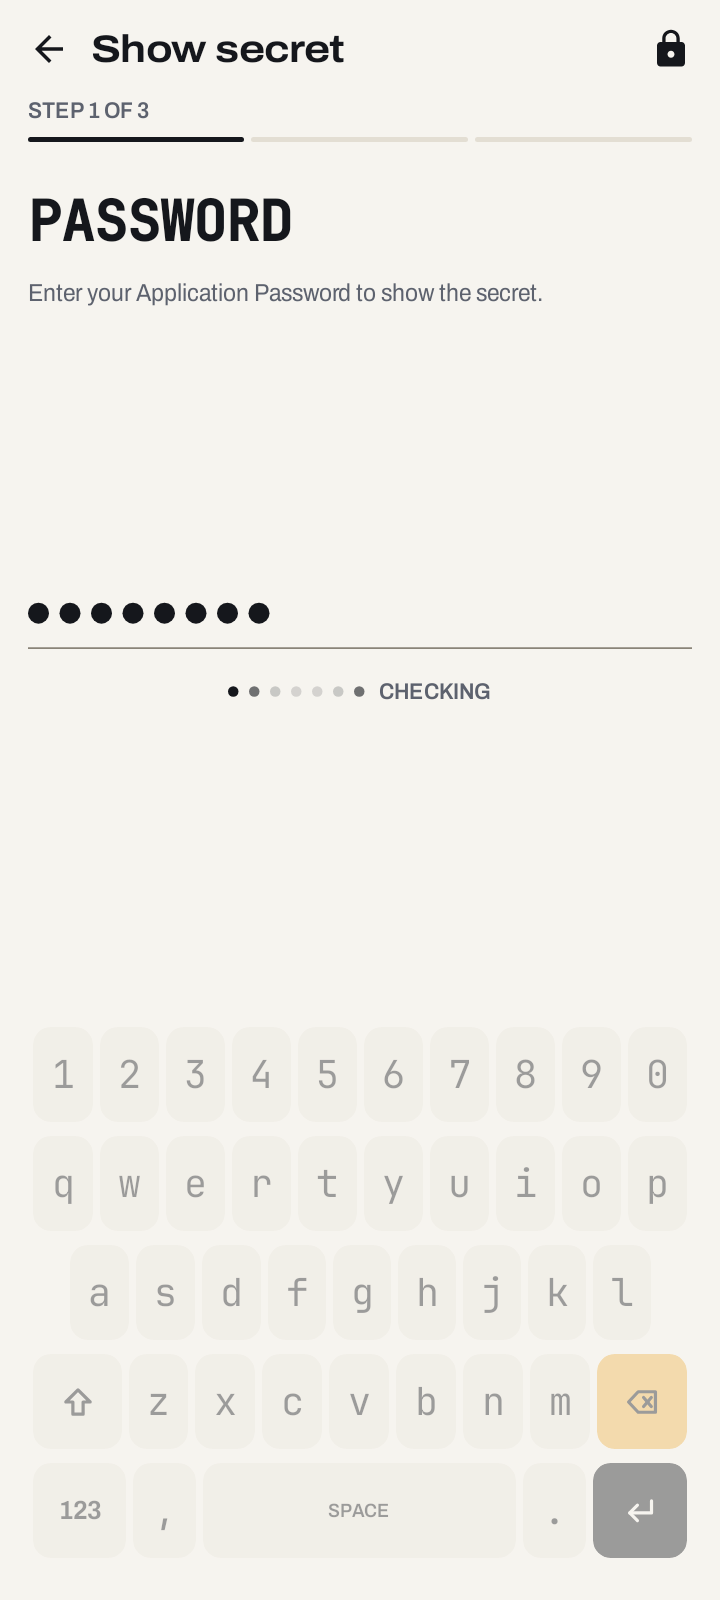 Show secret
STEP 1 OF 3
PASSWORD
Enter your Application Password to show the secret.
CHECKING
1 2 3 4 5 6 7 8 9 0
q w e r t y u i o p
a s d f g h j k l
z x c v b n m
123 , SPACE .